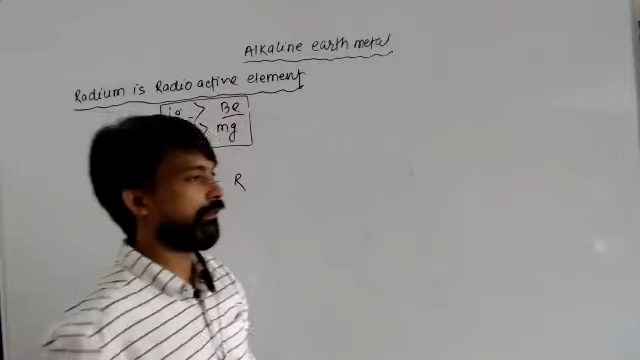 Alkaline earth metal
Radium is Radio active element
> Be
> mg
R